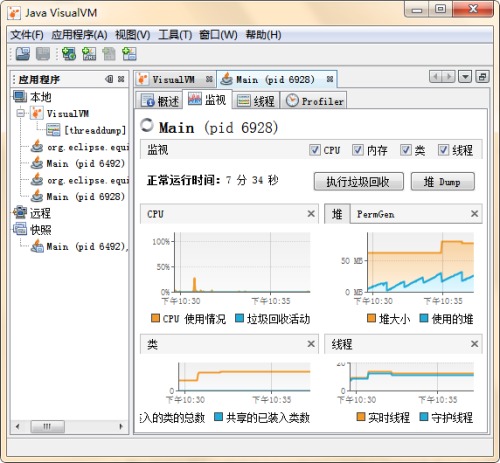 Java VisualVM
文件(F) 应用程序(A) 视图(V) 工具(T) 窗口(W) 帮助(H)
应用程序
本地
VisualVM
[threaddump]
org.eclipse.equi
Main (pid 6492)
org.eclipse.equi
Main (pid 6928)
远程
快照
Main (pid 6492),
VisualVM Main (pid 6928)
概述 监视 线程 Profiler
Main (pid 6928)
监视 CPU 内存 类 线程
正常运行时间: 7 分 34 秒 执行垃圾回收 堆 Dump
CPU
100%
50%
0%
下午10:30 下午10:35
CPU 使用情况 垃圾回收活动
堆 PermGen
50 MB
0 MB
下午10:30 下午10:35
堆大小 使用的堆
类
下午10:30 下午10:35
入的类的总数 共享的已装入类数
线程
20
0
下午10:30 下午10:35
实时线程 守护线程